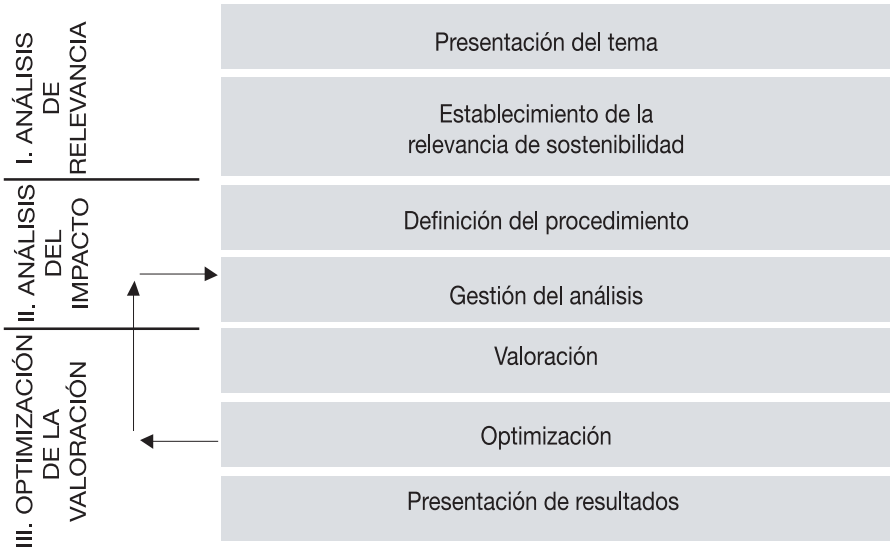 I. ANÁLISIS
DE
RELEVANCIA
Presentación del tema
Establecimiento de la
relevancia de sostenibilidad
II. ANÁLISIS
DEL
IMPACTO
Definición del procedimiento
Gestión del análisis
III. OPTIMIZACIÓN
DE LA
VALORACIÓN
Valoración
Optimización
Presentación de resultados